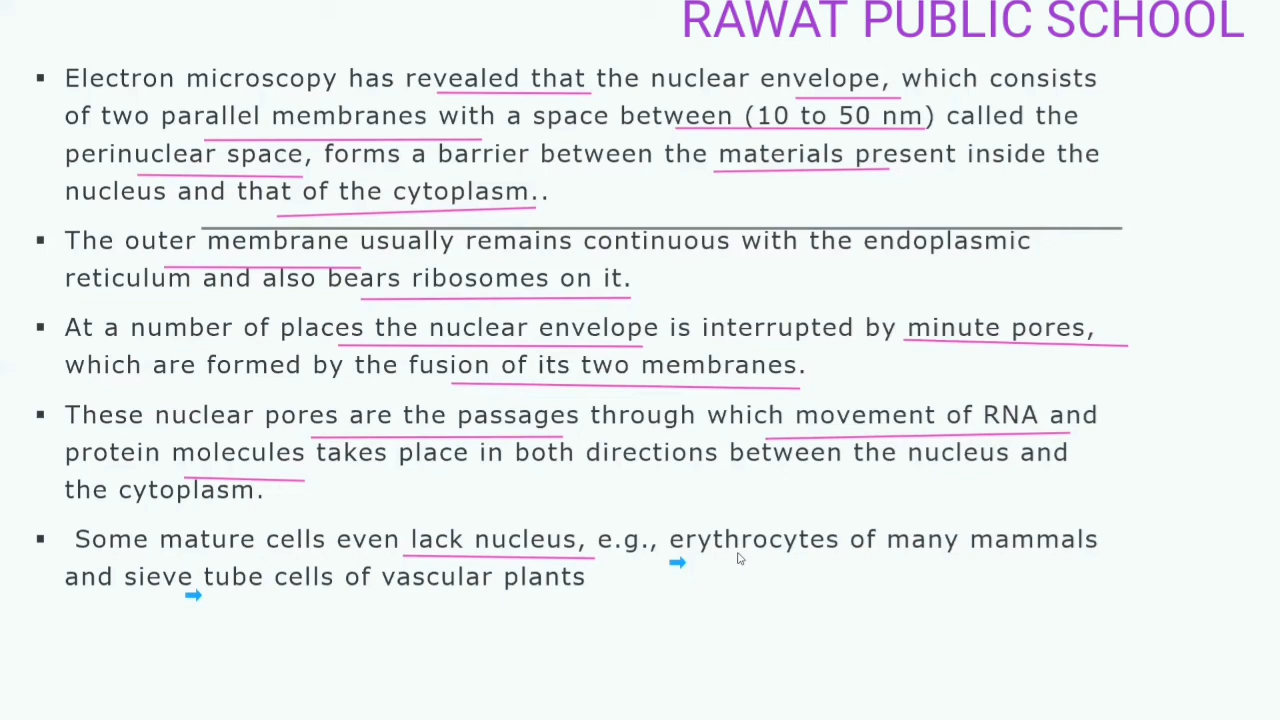 RAWAT PUBLIC SCHOOL
▪ Electron microscopy has revealed that the nuclear envelope, which consists
of two parallel membranes with a space between (10 to 50 nm) called the
perinuclear space, forms a barrier between the materials present inside the
nucleus and that of the cytoplasm..
▪ The outer membrane usually remains continuous with the endoplasmic
reticulum and also bears ribosomes on it.
▪ At a number of places the nuclear envelope is interrupted by minute pores,
which are formed by the fusion of its two membranes.
▪ These nuclear pores are the passages through which movement of RNA and
protein molecules takes place in both directions between the nucleus and
the cytoplasm.
▪ Some mature cells even lack nucleus, e.g., erythrocytes of many mammals
and sieve tube cells of vascular plants